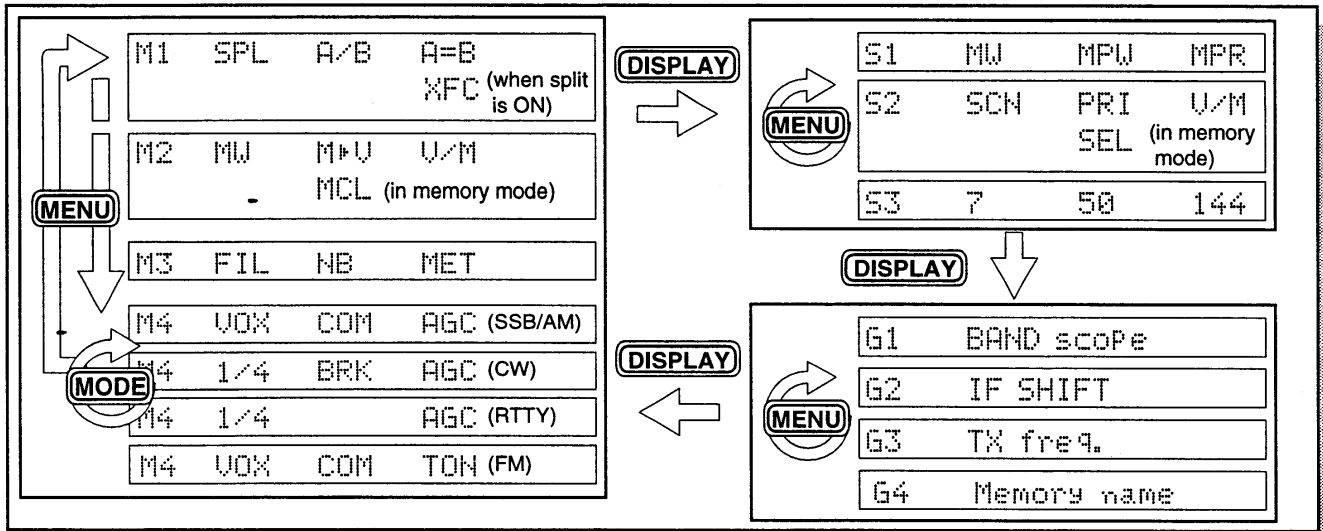 M1 SPL A/B A=B
XFC (when split is ON)
M2 MW M▸V V/M
MCL (in memory mode)
MENU
M3 FIL NB MET
M4 VOX COM AGC (SSB/AM)
MODE
M4 1/4 BRK AGC (CW)
M4 1/4 AGC (RTTY)
M4 VOX COM TON (FM)
DISPLAY
S1 MW MPW MPR
MENU
S2 SCN PRI V/M
SEL (in memory mode)
S3 7 50 144
DISPLAY
G1 BAND scope
G2 IF SHIFT
MENU
G3 TX freq.
G4 Memory name
DISPLAY